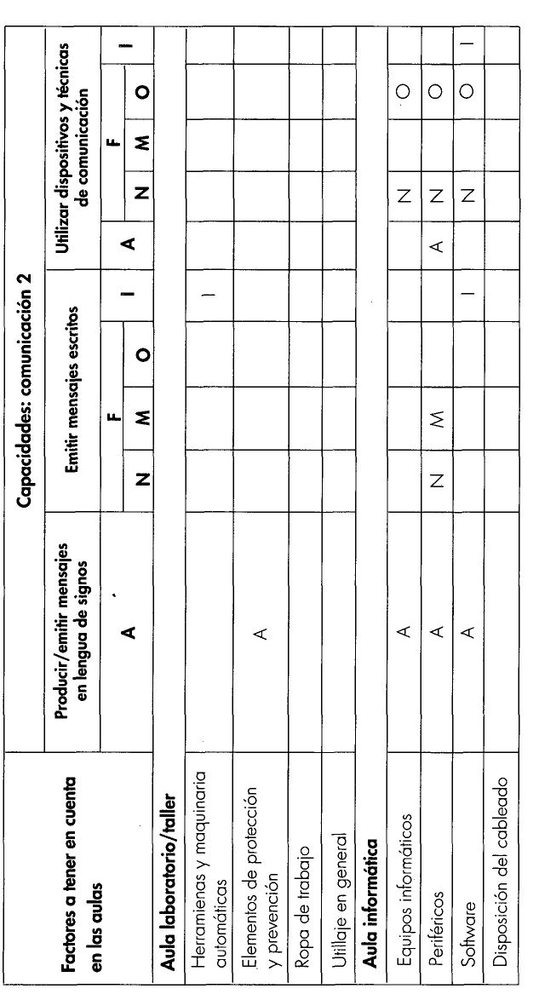 Capacidades: comunicación 2
Factores a tener en cuenta
en las aulas
Producir/emitir mensajes
en lengua de signos
Emitir mensajes escritos
Utilizar dispositivos y técnicas
de comunicación
A F I A F I
N M O N M O
Aula laboratorio/taller
Herramienas y maquinaria
automáticas
I
Elementos de protección
y prevención
A
Ropa de trabajo
Utillaje en general
Aula informática
Equipos informáticos A N O
Periféricos A N M A N O
Software A I N O I
Disposición del cableado